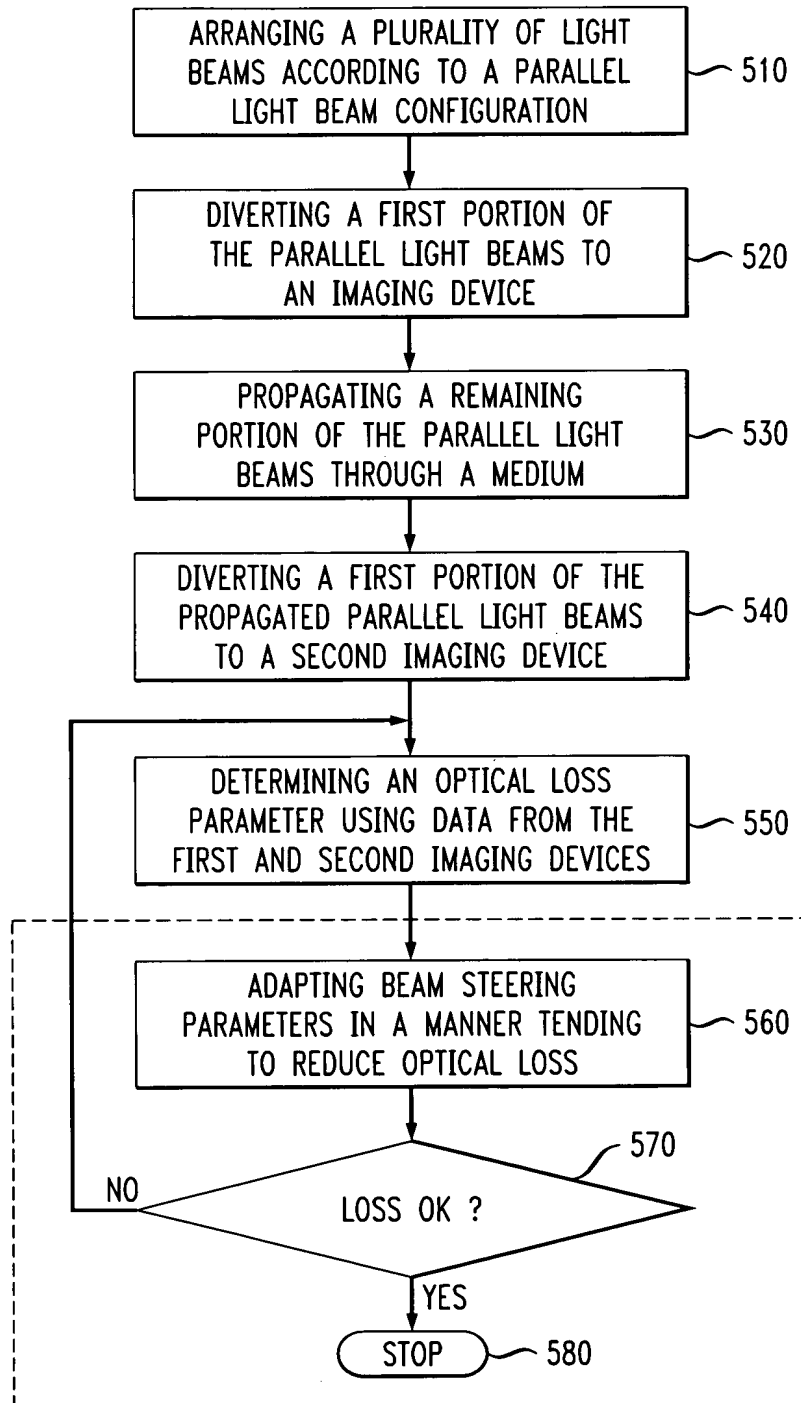 ARRANGING A PLURALITY OF LIGHT
BEAMS ACCORDING TO A PARALLEL
LIGHT BEAM CONFIGURATION
510
DIVERTING A FIRST PORTION OF
THE PARALLEL LIGHT BEAMS TO
AN IMAGING DEVICE
520
PROPAGATING A REMAINING
PORTION OF THE PARALLEL LIGHT
BEAMS THROUGH A MEDIUM
530
DIVERTING A FIRST PORTION OF THE
PROPAGATED PARALLEL LIGHT BEAMS
TO A SECOND IMAGING DEVICE
540
DETERMINING AN OPTICAL LOSS
PARAMETER USING DATA FROM THE
FIRST AND SECOND IMAGING DEVICES
550
ADAPTING BEAM STEERING
PARAMETERS IN A MANNER TENDING
TO REDUCE OPTICAL LOSS
560
570
NO
LOSS OK ?
YES
STOP
580